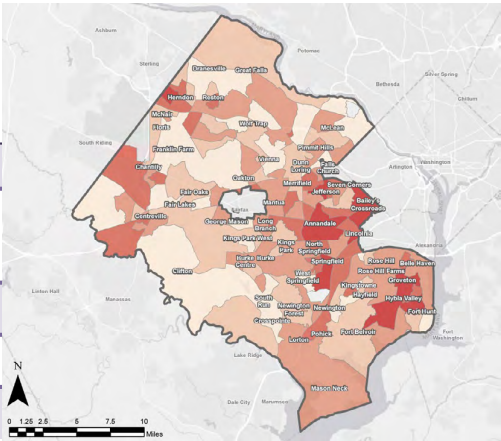 Ashburn
Potomac
Sterling
Dranesville
Great Falls
Bethesda
Silver Spring
Herndon
Reston
McNair
Floris
Wolf Trap
McLean
South Riding
Franklin Farm
Pimmit Hills
Chantilly
Vienna
Dunn
Loring
Falls
Church
Arlington
Washington
Oakton
Merrifield
Seven Corners
Jefferson
Fair Oaks
Bailey's
Crossroads
Fair Lakes
Mantua
Centreville
Fairfax
George Mason
Long
Branch
Annandale
Lincolnia
Kings Park West
Kings
Park
North
Springfield
Alexandria
Burke
Centre
Burke
Springfield
Rose Hill
Belle Haven
Clifton
West
Springfield
Rose Hill Farms
Groveton
Kingstowne
Hayfield
Hybla Valley
Linton Hall
Manassas
South
Run
Newington
Forest
Newington
Fort Hunt
Crosspointe
Lorton
Pohick
Fort Belvoir
Fort
Washington
Lake Ridge
Mason Neck
Dale City
N
0 1.25 2.5 5 7.5 10
Miles